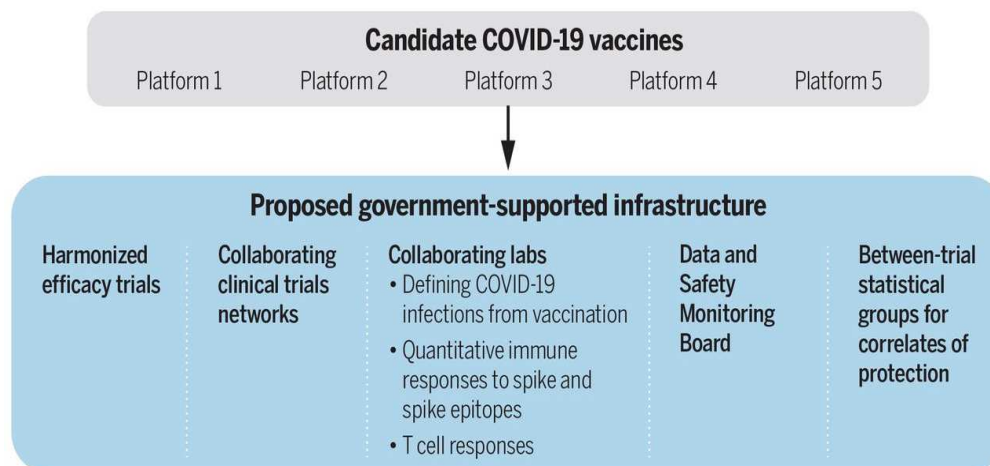 Candidate COVID-19 vaccines
Platform 1 Platform 2 Platform 3 Platform 4 Platform 5
Proposed government-supported infrastructure
Harmonized
efficacy trials
Collaborating
clinical trials
networks
Collaborating labs
• Defining COVID-19
infections from vaccination
• Quantitative immune
responses to spike and
spike epitopes
• T cell responses
Data and
Safety
Monitoring
Board
Between-trial
statistical
groups for
correlates of
protection